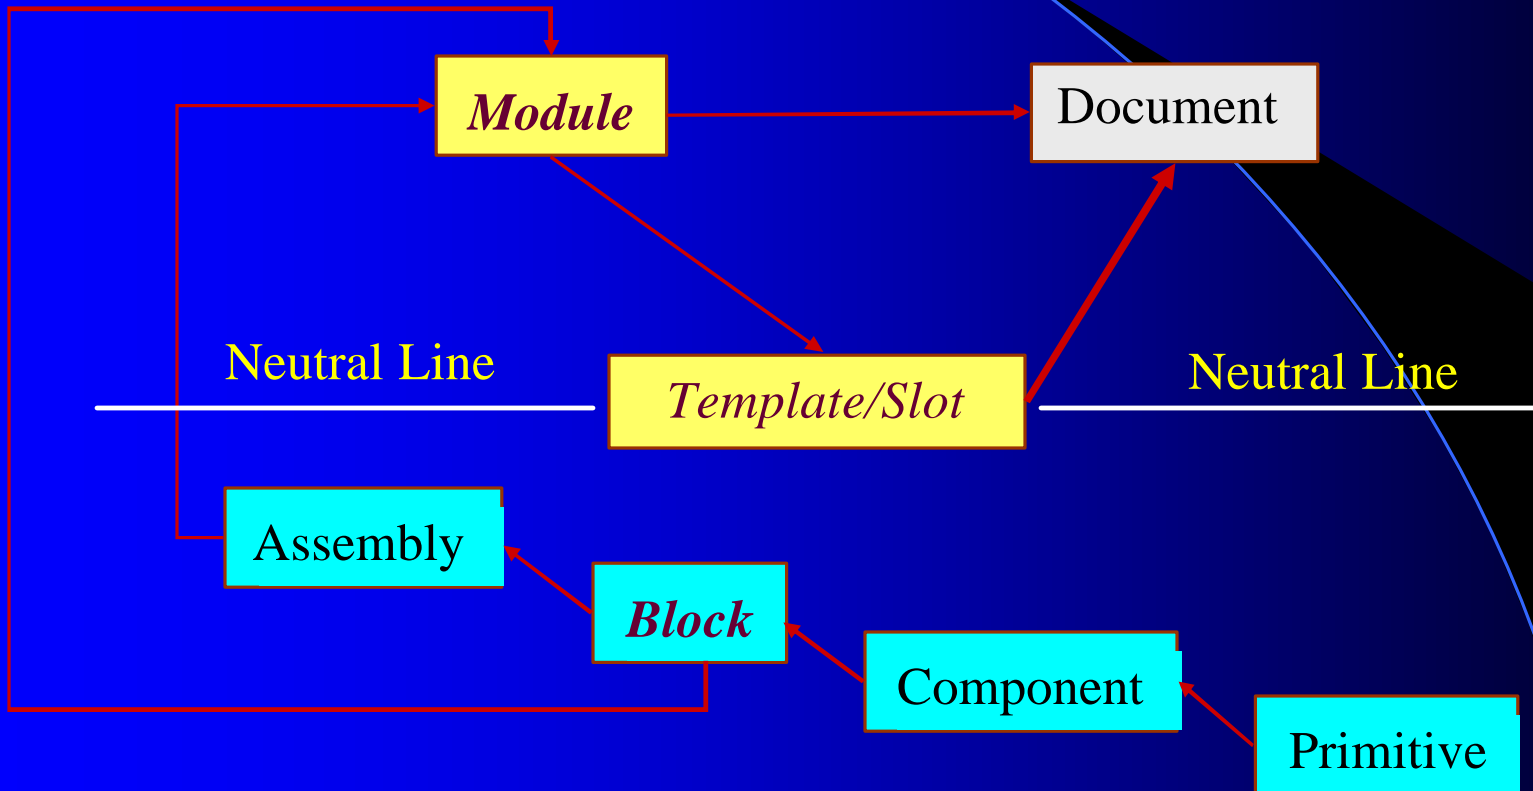 Module
Document
Neutral Line
Neutral Line
Template/Slot
Assembly
Block
Component
Primitive